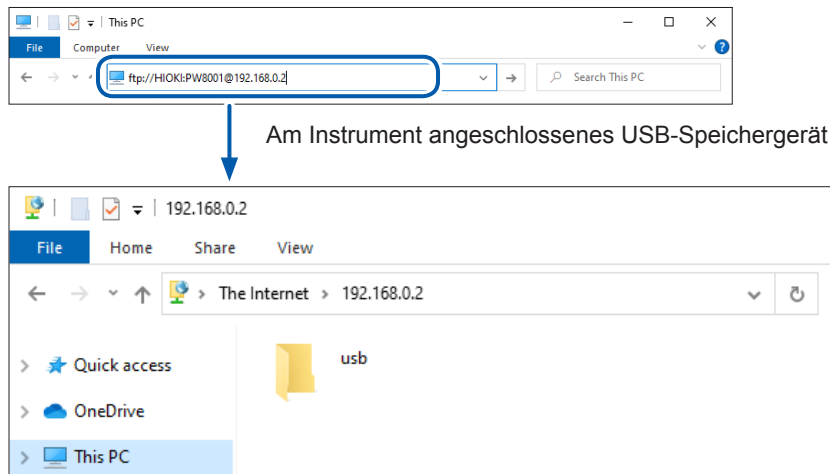 This PC
File Computer View
ftp://HIOKI:PW8001@192.168.0.2
Search This PC
Am Instrument angeschlossenes USB-Speichergerät
192.168.0.2
File Home Share View
The Internet > 192.168.0.2
Quick access
usb
OneDrive
This PC